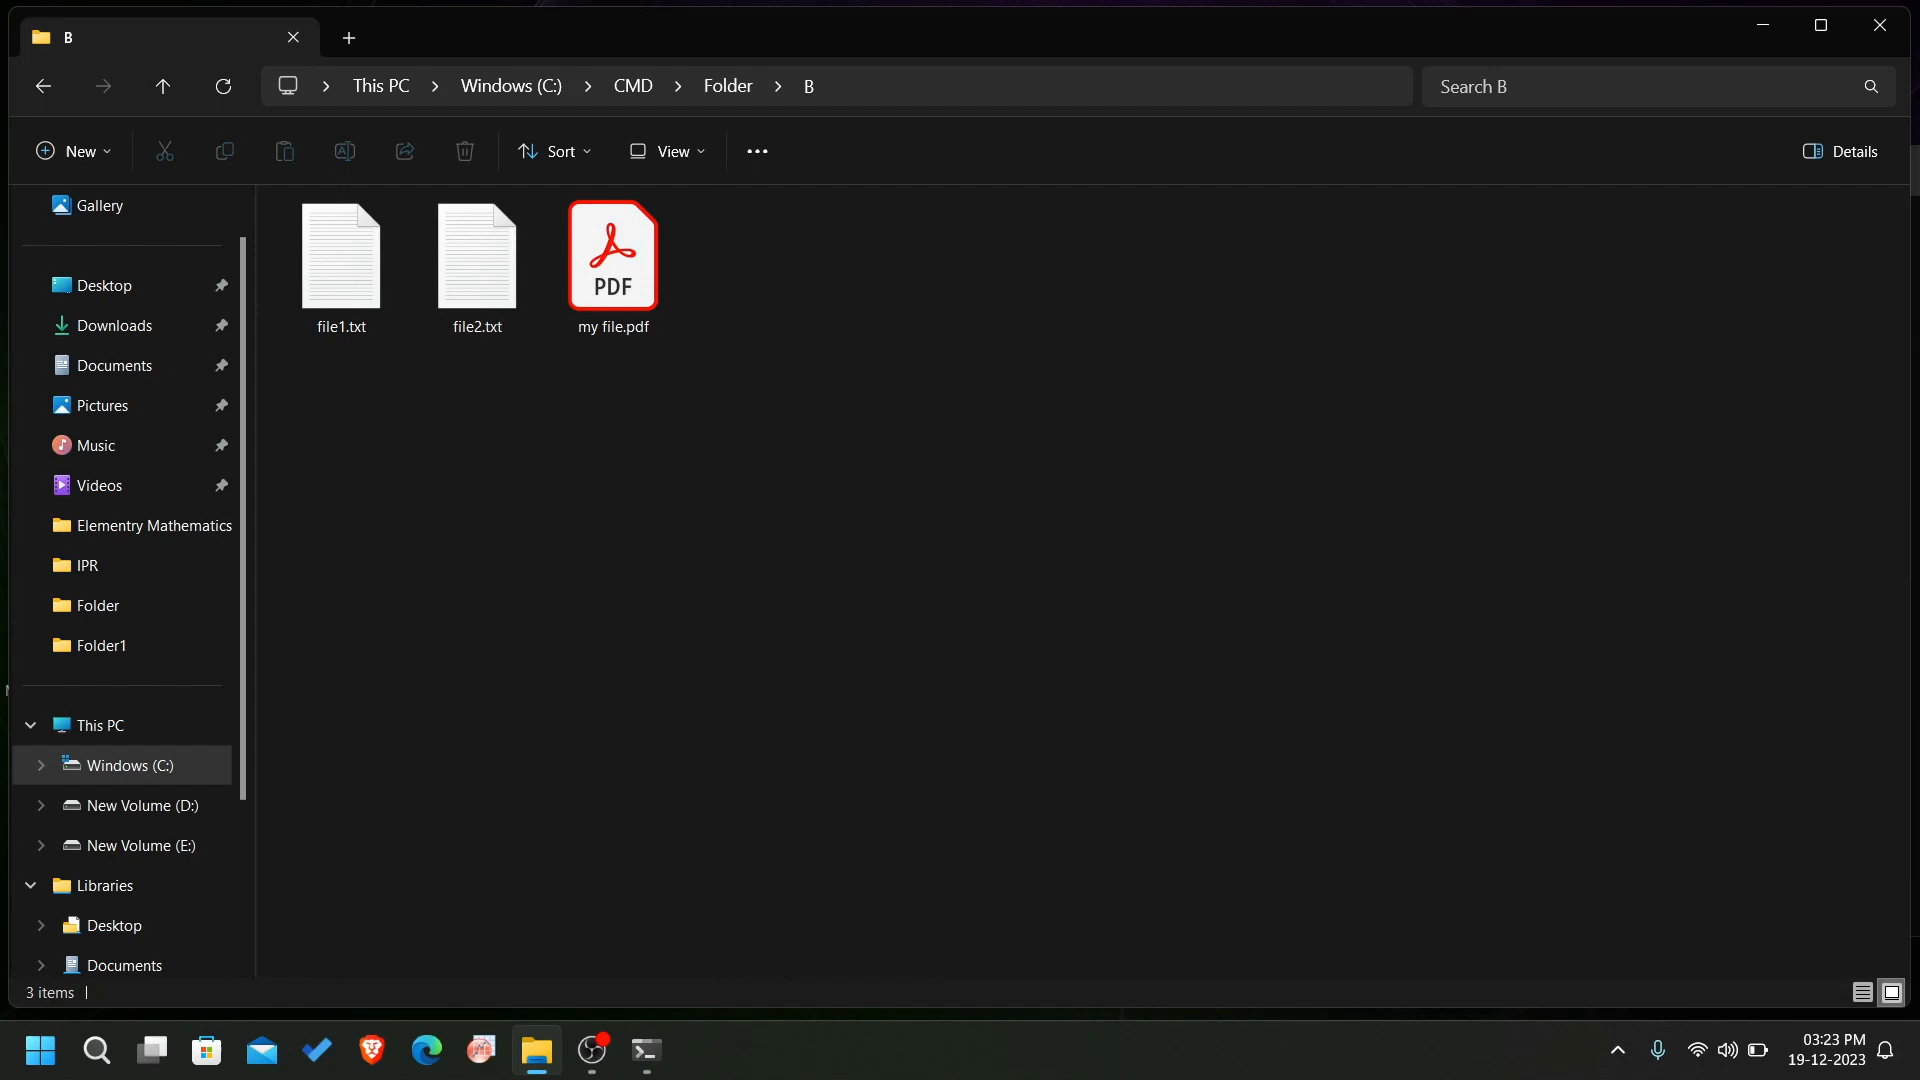 B
This PC
Windows (C:)
CMD
Folder
B
Search B
New
Sort
View
Details
Gallery
Desktop
Downloads
Documents
Pictures
Music
Videos
Elementry Mathematics
IPR
Folder
Folder1
This PC
Windows (C:)
New Volume (D:)
New Volume (E:)
Libraries
Desktop
Documents
PDF
file1.txt
file2.txt
my file.pdf
3 items
03:23 PM
19-12-2023